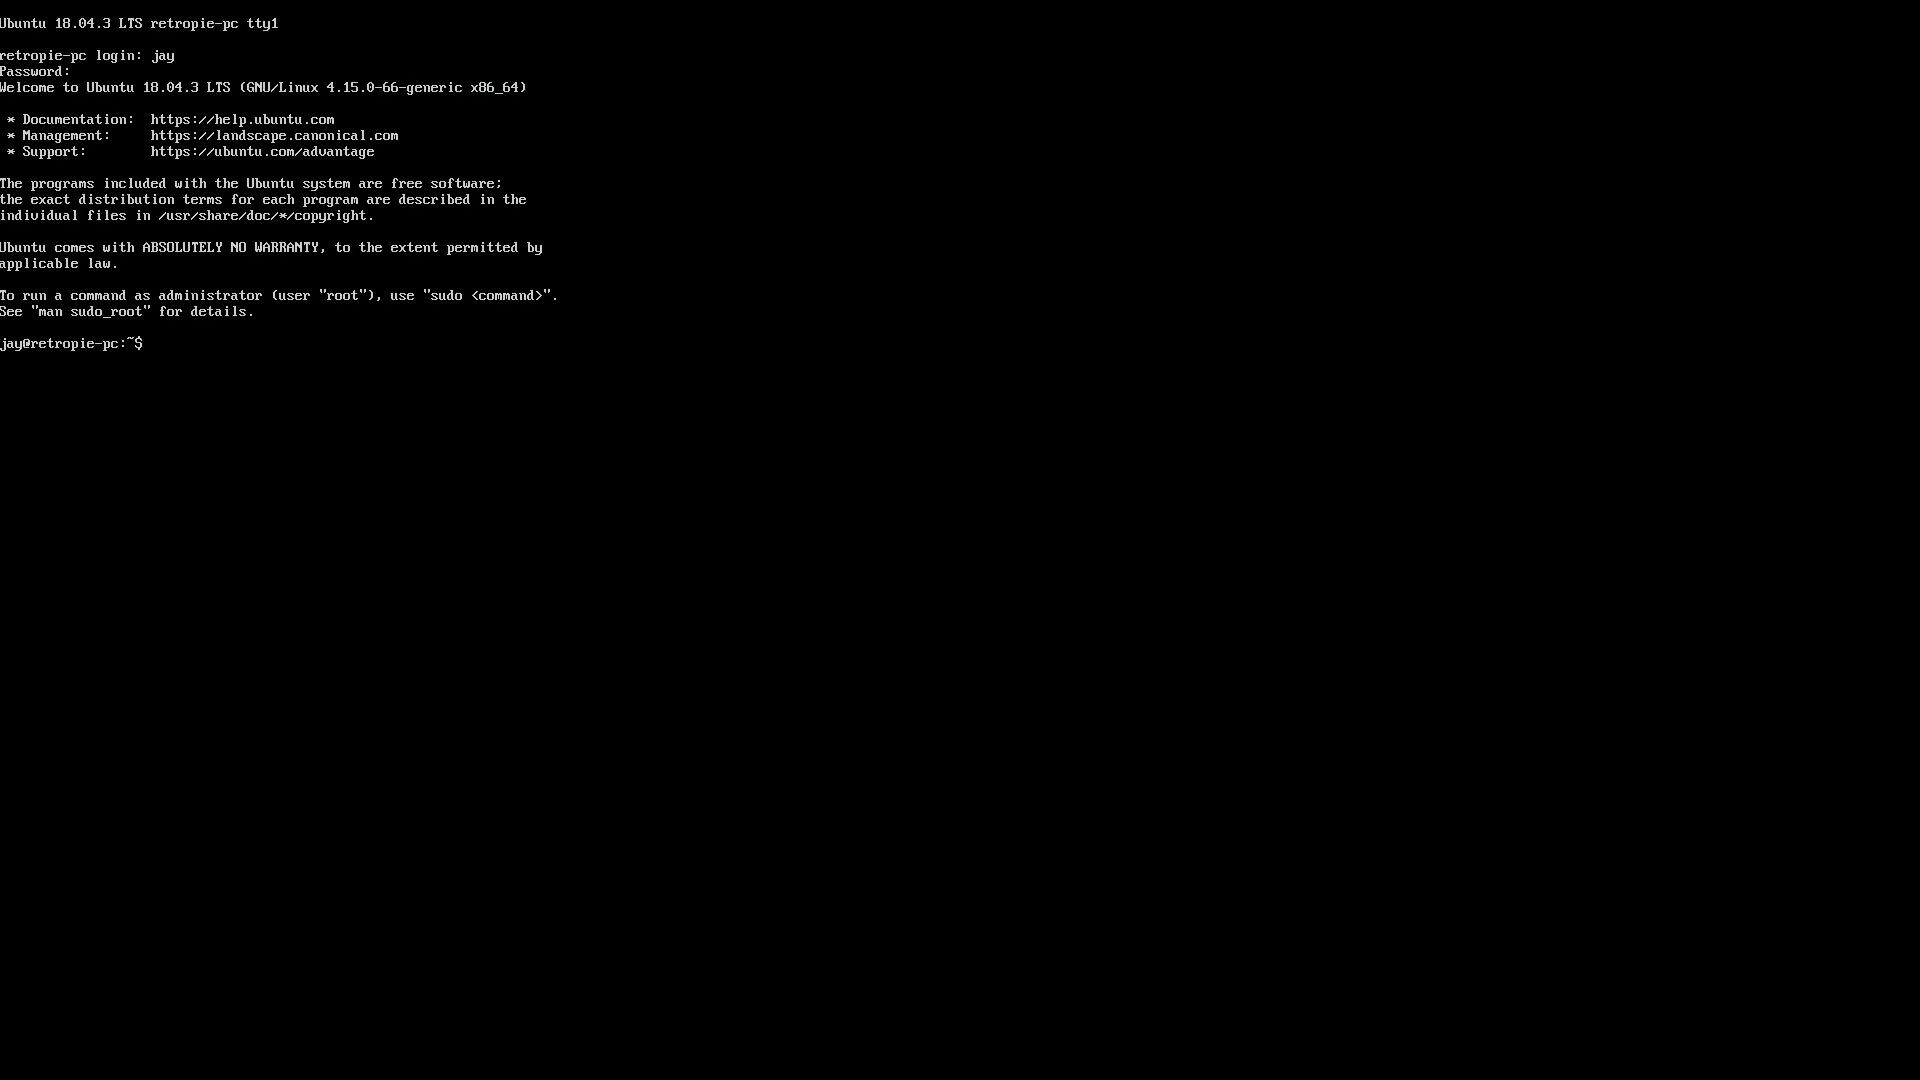 Ubuntu 18.04.3 LTS retropie-pc tty1
retropie-pc login: jay
Password:
Welcome to Ubuntu 18.04.3 LTS (GNU/Linux 4.15.0-66-generic x86_64)
* Documentation:  https://help.ubuntu.com
* Management:     https://landscape.canonical.com
* Support:        https://ubuntu.com/advantage
The programs included with the Ubuntu system are free software;
the exact distribution terms for each program are described in the
individual files in /usr/share/doc/*/copyright.
Ubuntu comes with ABSOLUTELY NO WARRANTY, to the extent permitted by
applicable law.
To run a command as administrator (user "root"), use "sudo <command>".
See "man sudo_root" for details.
jay@retropie-pc:~$